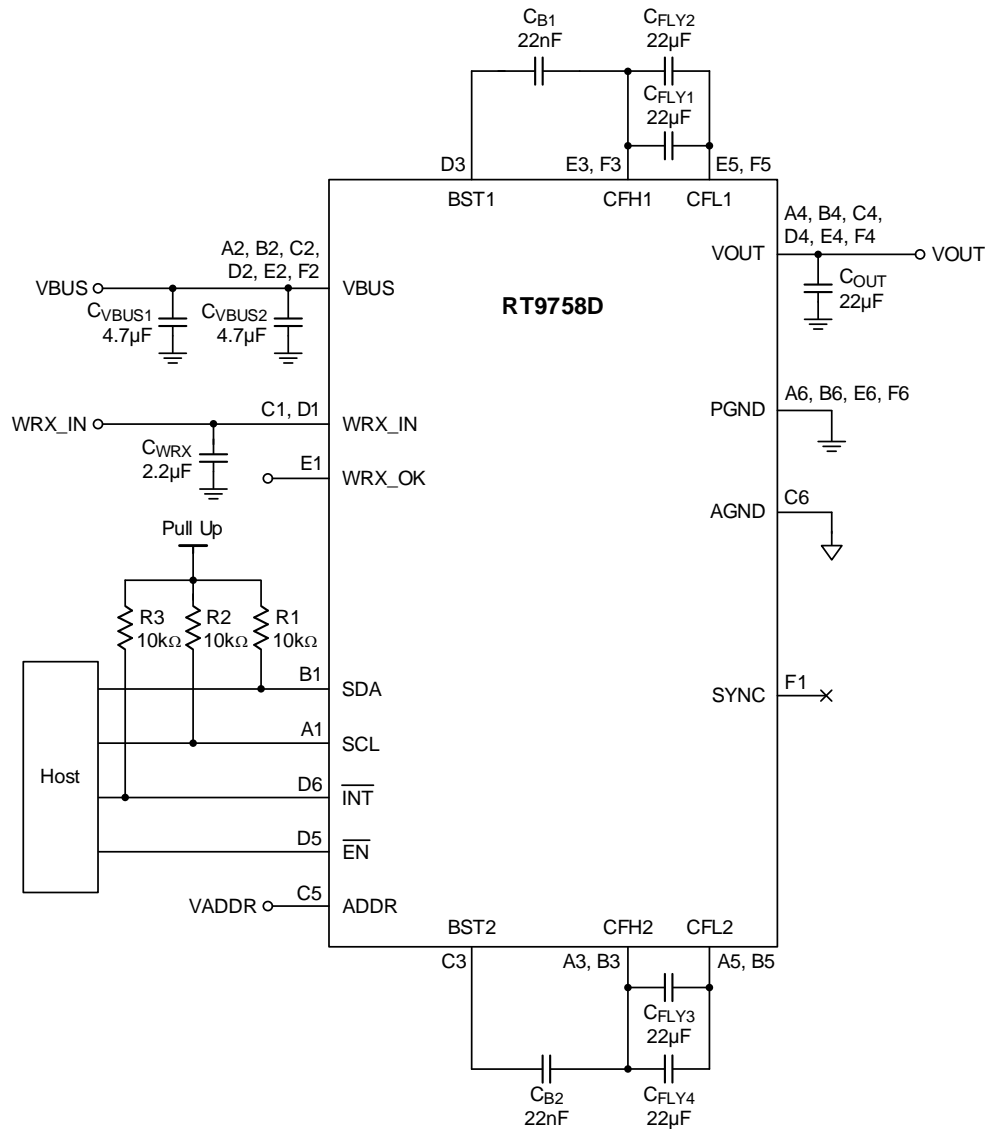 CB1
22nF
CFLY2
22µF
CFLY1
22µF
D3
E3, F3
E5, F5
BST1
CFH1
CFL1
A2, B2, C2,
D2, E2, F2
VBUS
VBUS
CVBUS1
4.7µF
CVBUS2
4.7µF
RT9758D
A4, B4, C4,
D4, E4, F4
VOUT
VOUT
COUT
22µF
A6, B6, E6, F6
PGND
WRX_IN
C1, D1
WRX_IN
CWRX
2.2µF
E1
WRX_OK
C6
AGND
Pull Up
R3
10kΩ
R2
10kΩ
R1
10kΩ
Host
B1
SDA
F1
SYNC
A1
SCL
D6
INT
D5
EN
VADDR
C5
ADDR
BST2
CFH2
CFL2
C3
A3, B3
A5, B5
CFLY3
22µF
CB2
22nF
CFLY4
22µF